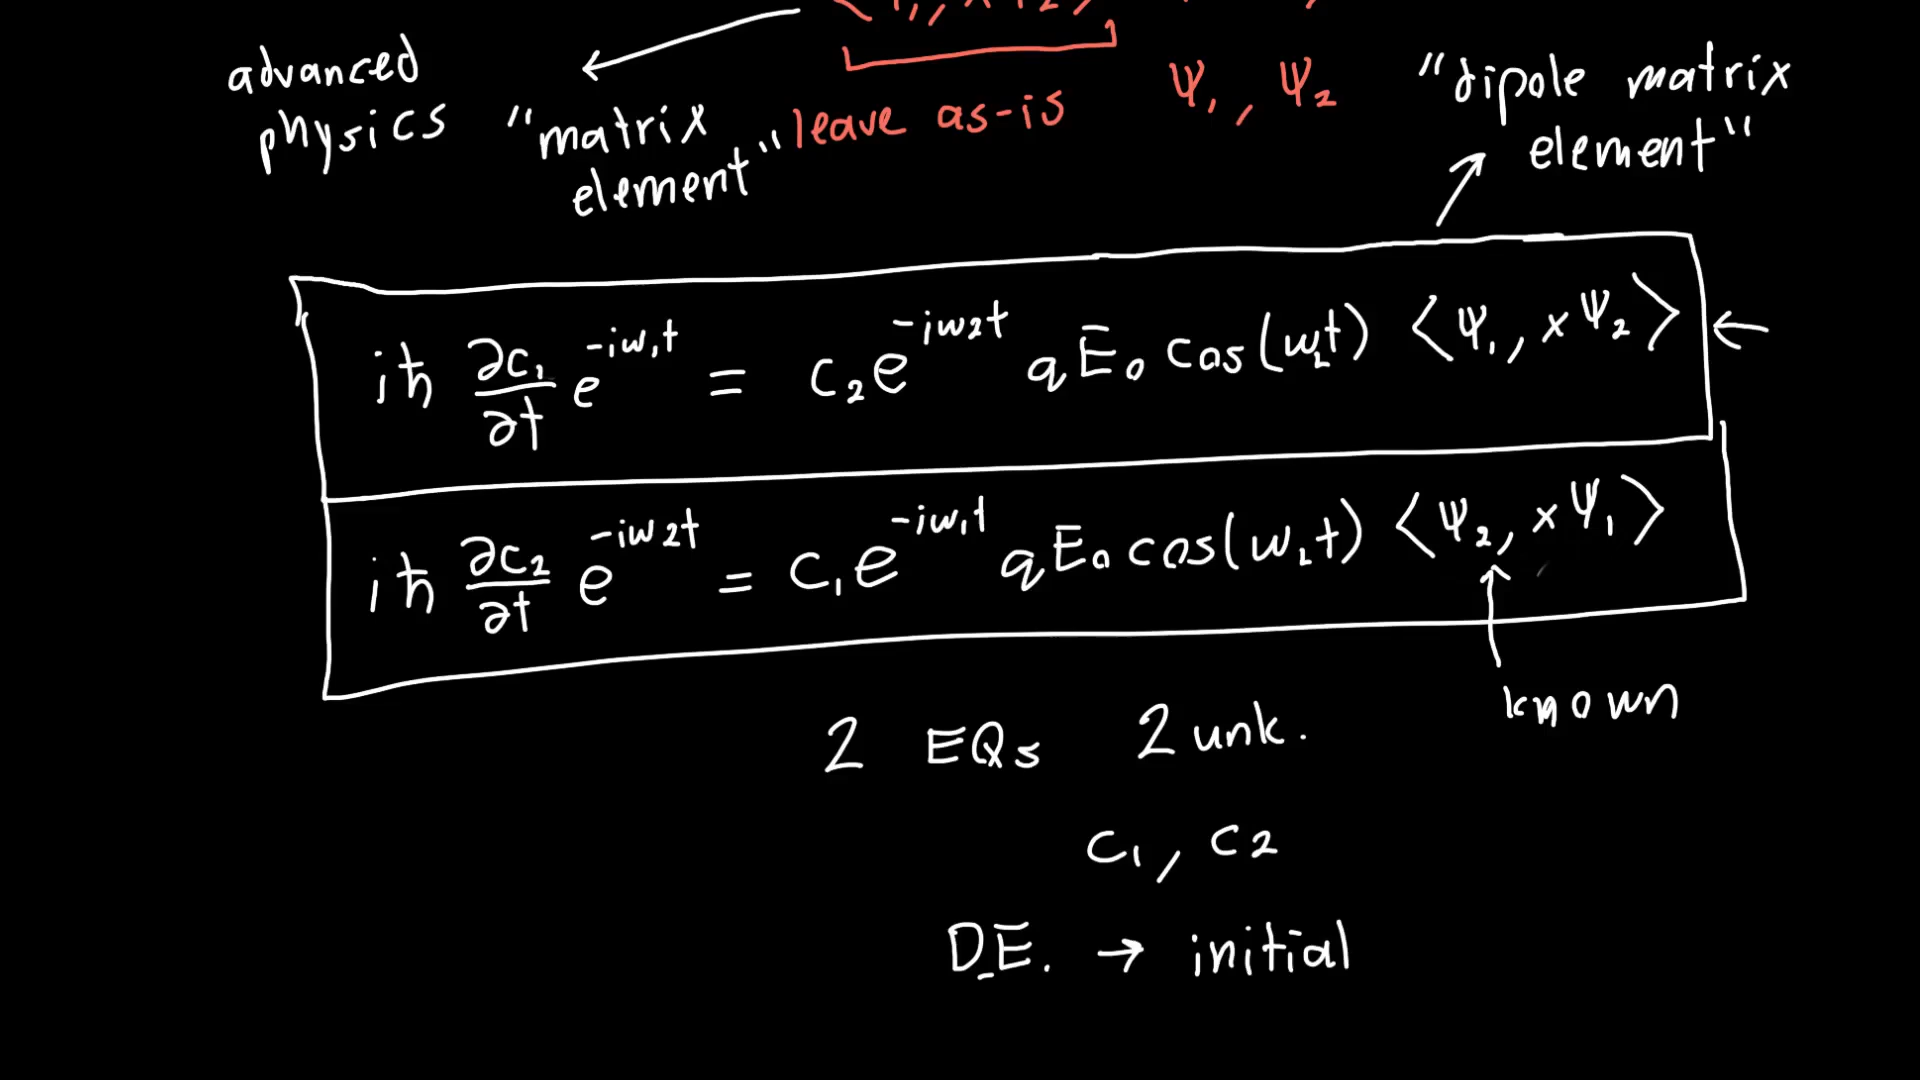 advanced physics
"matrix element"
leave as-is
Ψ₁, Ψ₂
"dipole matrix element"
iħ ∂c₁/∂t e^(-iω₁t) = c₂e^(-iω₂t) qE₀ cos(ω_Lt) ⟨Ψ₁, xΨ₂⟩
iħ ∂c₂/∂t e^(-iω₂t) = c₁e^(-iω₁t) qE₀ cos(ω_Lt) ⟨Ψ₂, xΨ₁⟩
known
2 EQs 2 unk.
c₁, c₂
D.E. → initial